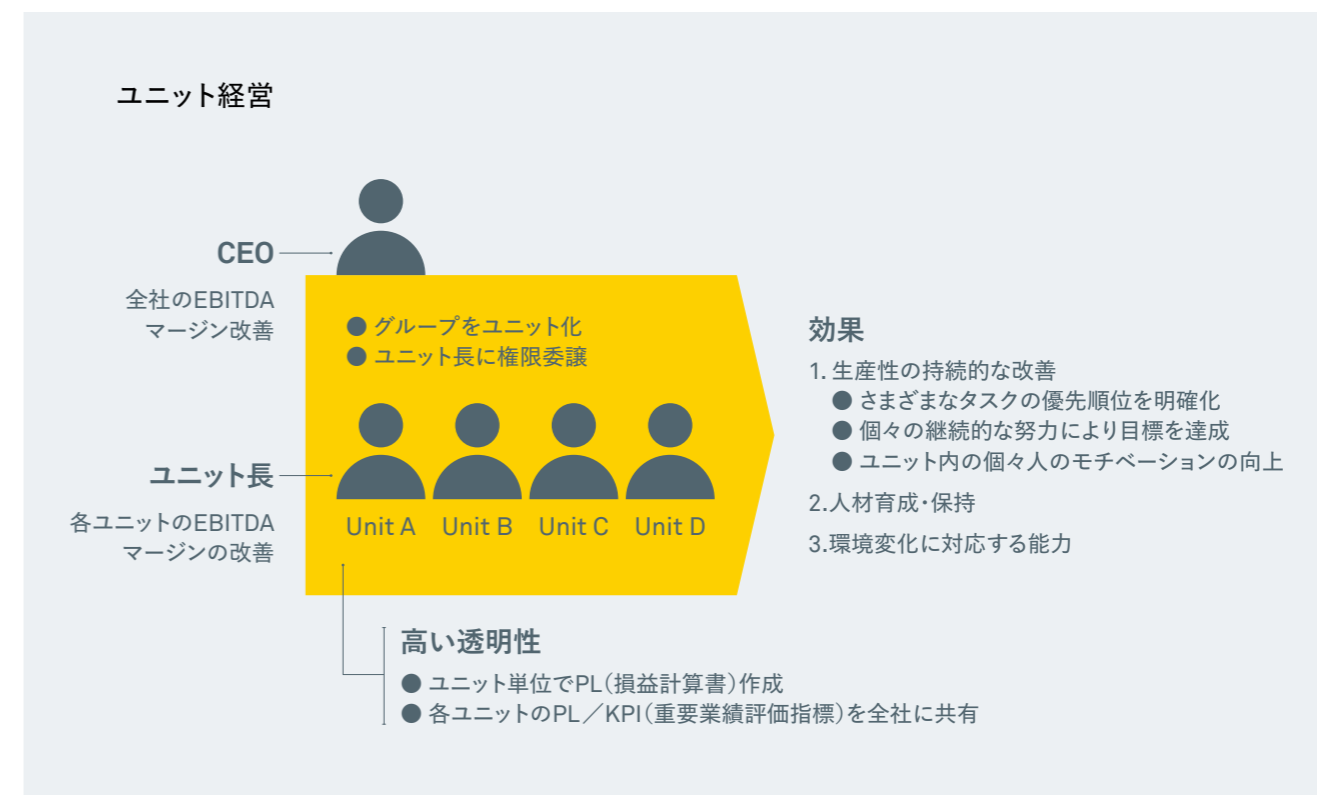 ユニット経営
CEO
全社のEBITDA
マージン改善
● グループをユニット化
● ユニット長に権限委譲
ユニット長
各ユニットのEBITDA
マージンの改善
Unit A Unit B Unit C Unit D
効果
1. 生産性の持続的な改善
● さまざまなタスクの優先順位を明確化
● 個々の継続的な努力により目標を達成
● ユニット内の個々人のモチベーションの向上
2.人材育成・保持
3.環境変化に対応する能力
高い透明性
● ユニット単位でPL(損益計算書)作成
● 各ユニットのPL/KPI(重要業績評価指標)を全社に共有